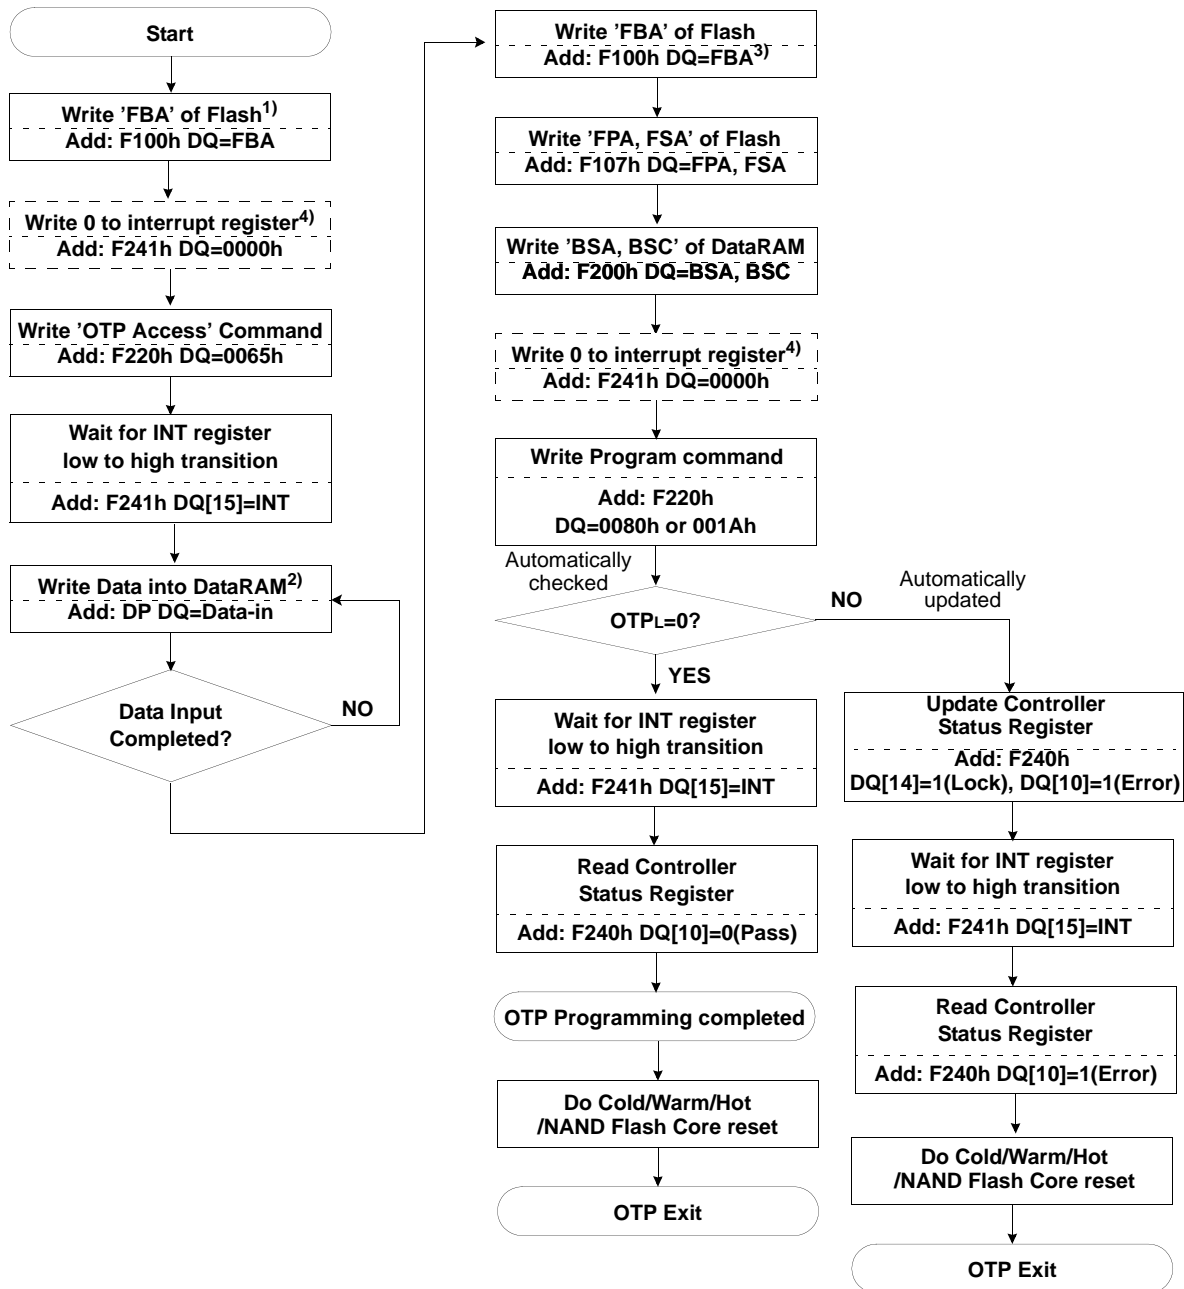 Start
Write ’FBA’ of Flash1)
Add: F100h DQ=FBA
Write 0 to interrupt register4)
Add: F241h DQ=0000h
Write ’OTP Access’ Command
Add: F220h DQ=0065h
Wait for INT register
low to high transition
Add: F241h DQ[15]=INT
Write Data into DataRAM2)
Add: DP DQ=Data-in
Data Input
Completed?
NO
Write ’FBA’ of Flash
Add: F100h DQ=FBA3)
Write ’FPA, FSA’ of Flash
Add: F107h DQ=FPA, FSA
Write ’BSA, BSC’ of DataRAM
Add: F200h DQ=BSA, BSC
Write 0 to interrupt register4)
Add: F241h DQ=0000h
Write Program command
Add: F220h
DQ=0080h or 001Ah
Automatically
checked
OTPL=0?
YES
NO
Automatically
updated
Wait for INT register
low to high transition
Add: F241h DQ[15]=INT
Read Controller
Status Register
Add: F240h DQ[10]=0(Pass)
OTP Programming completed
Do Cold/Warm/Hot
/NAND Flash Core reset
OTP Exit
Update Controller
Status Register
Add: F240h
DQ[14]=1(Lock), DQ[10]=1(Error)
Wait for INT register
low to high transition
Add: F241h DQ[15]=INT
Read Controller
Status Register
Add: F240h DQ[10]=1(Error)
Do Cold/Warm/Hot
/NAND Flash Core reset
OTP Exit